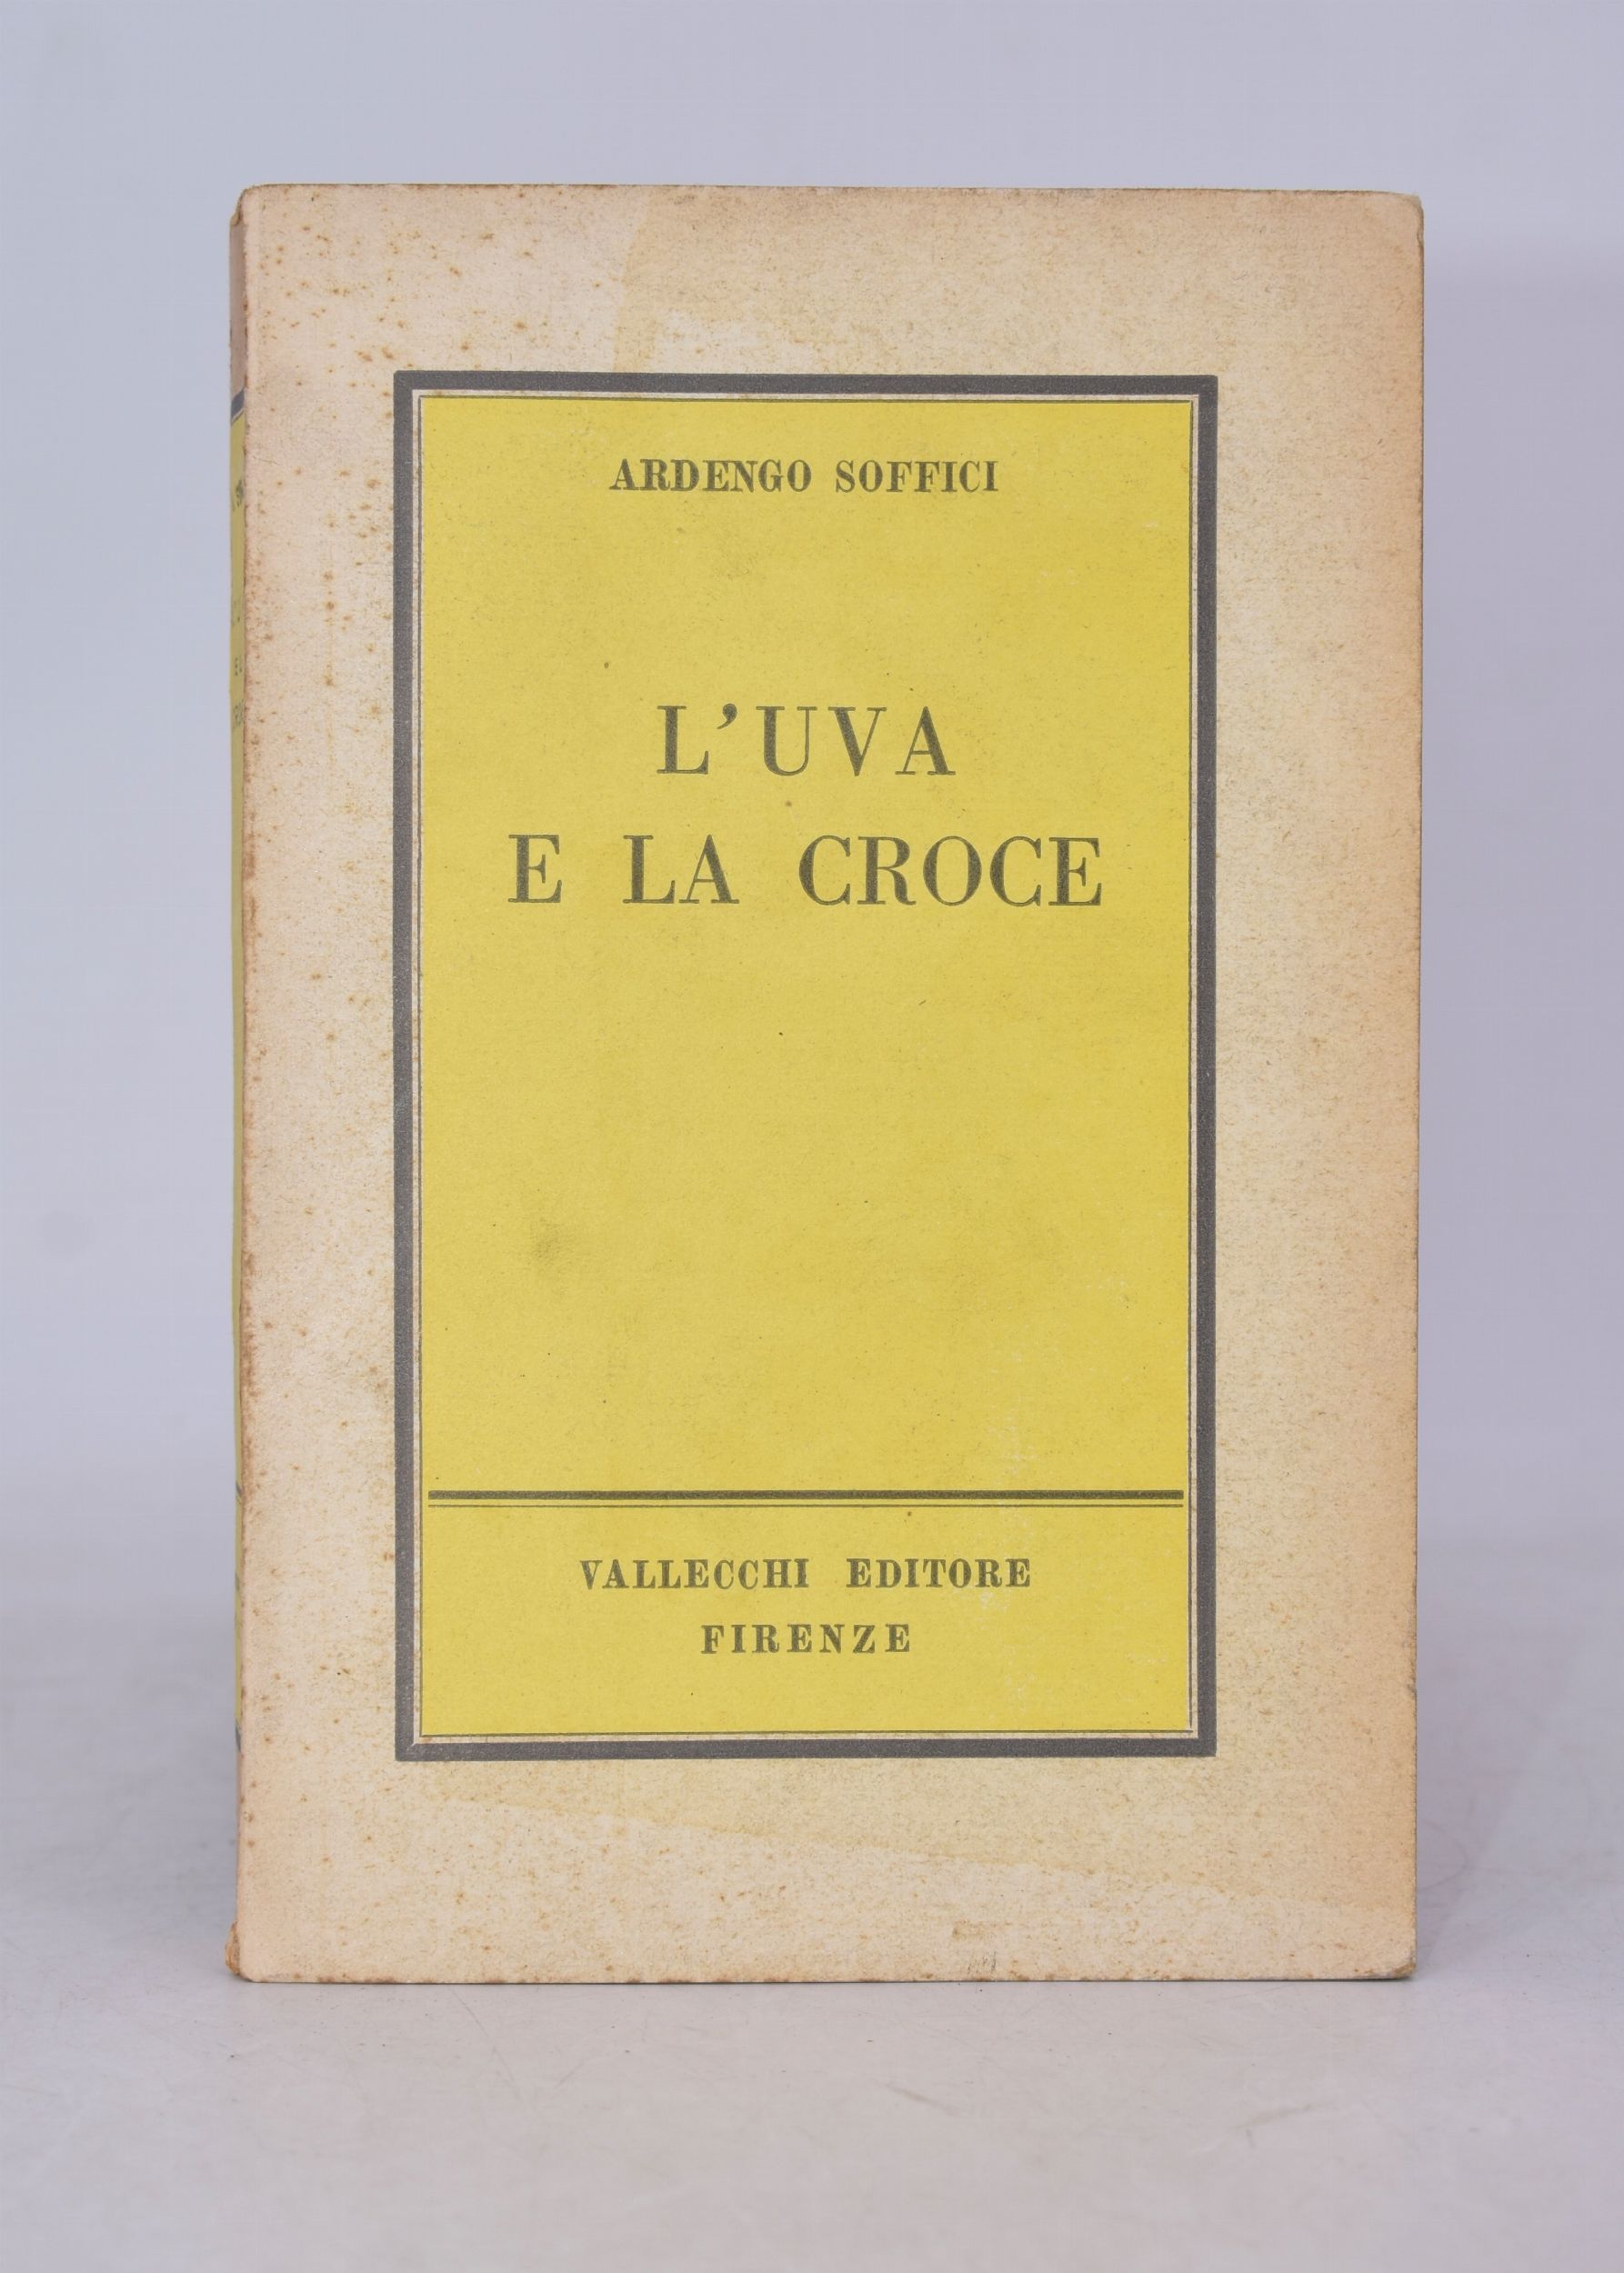 ARDENGO SOFFICI
L'UVA
E LA CROCE
VALLECCHI EDITORE
FIRENZE